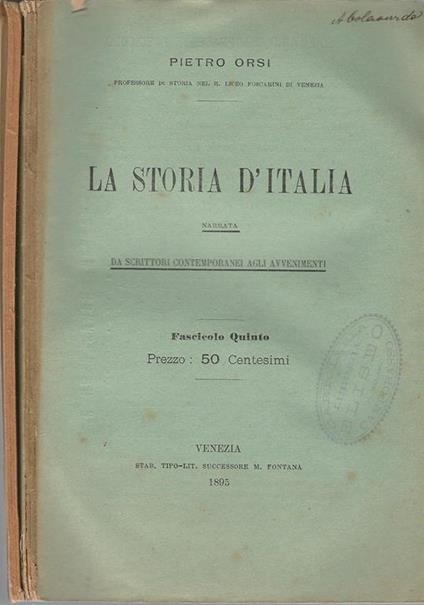 PIETRO ORSI
PROFESSORE DI STORIA NEL R. LICEO FOSCARINI DI VENEZIA
LA STORIA D'ITALIA
NARRATA
DA SCRITTORI CONTEMPORANEI AGLI AVVENIMENTI
Fascicolo Quinto
Prezzo : 50 Centesimi
VENEZIA
STAB. TIPO-LIT. SUCCESSORE M. FONTANA
1895